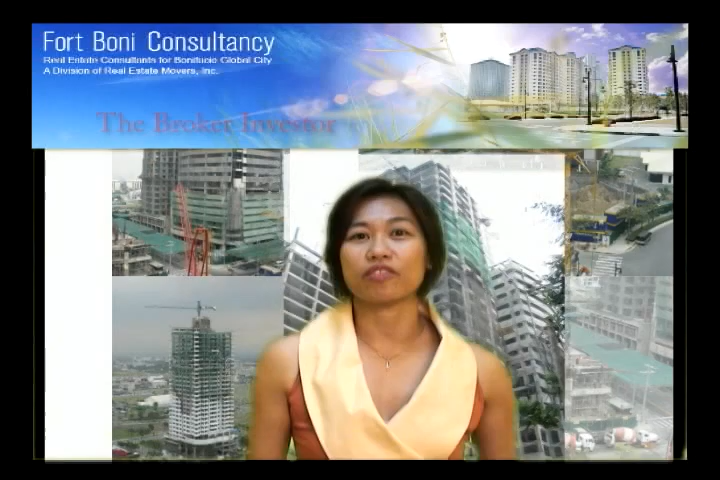 Fort Boni Consultancy
Real Estate Consultants for Bonifacio Global City
A Division of Real Estate Movers, Inc.
The Broker Investor